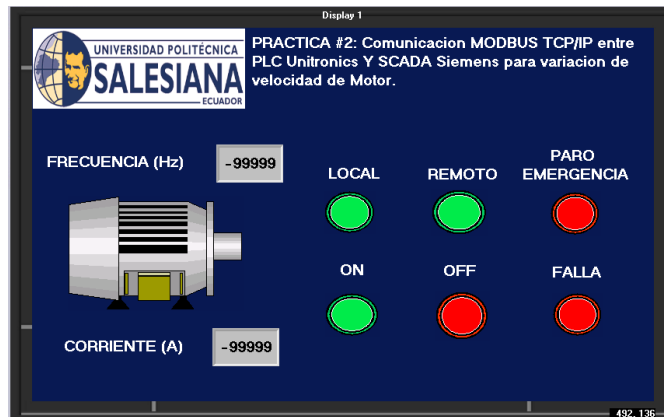 Display 1
UNIVERSIDAD POLITÉCNICA
SALESIANA
ECUADOR
PRACTICA #2: Comunicacion MODBUS TCP/IP entre
PLC Unitronics Y SCADA Siemens para variacion de
velocidad de Motor.
FRECUENCIA (Hz)
-99999
LOCAL
REMOTO
PARO
EMERGENCIA
ON
OFF
FALLA
CORRIENTE (A)
-99999
492, 136